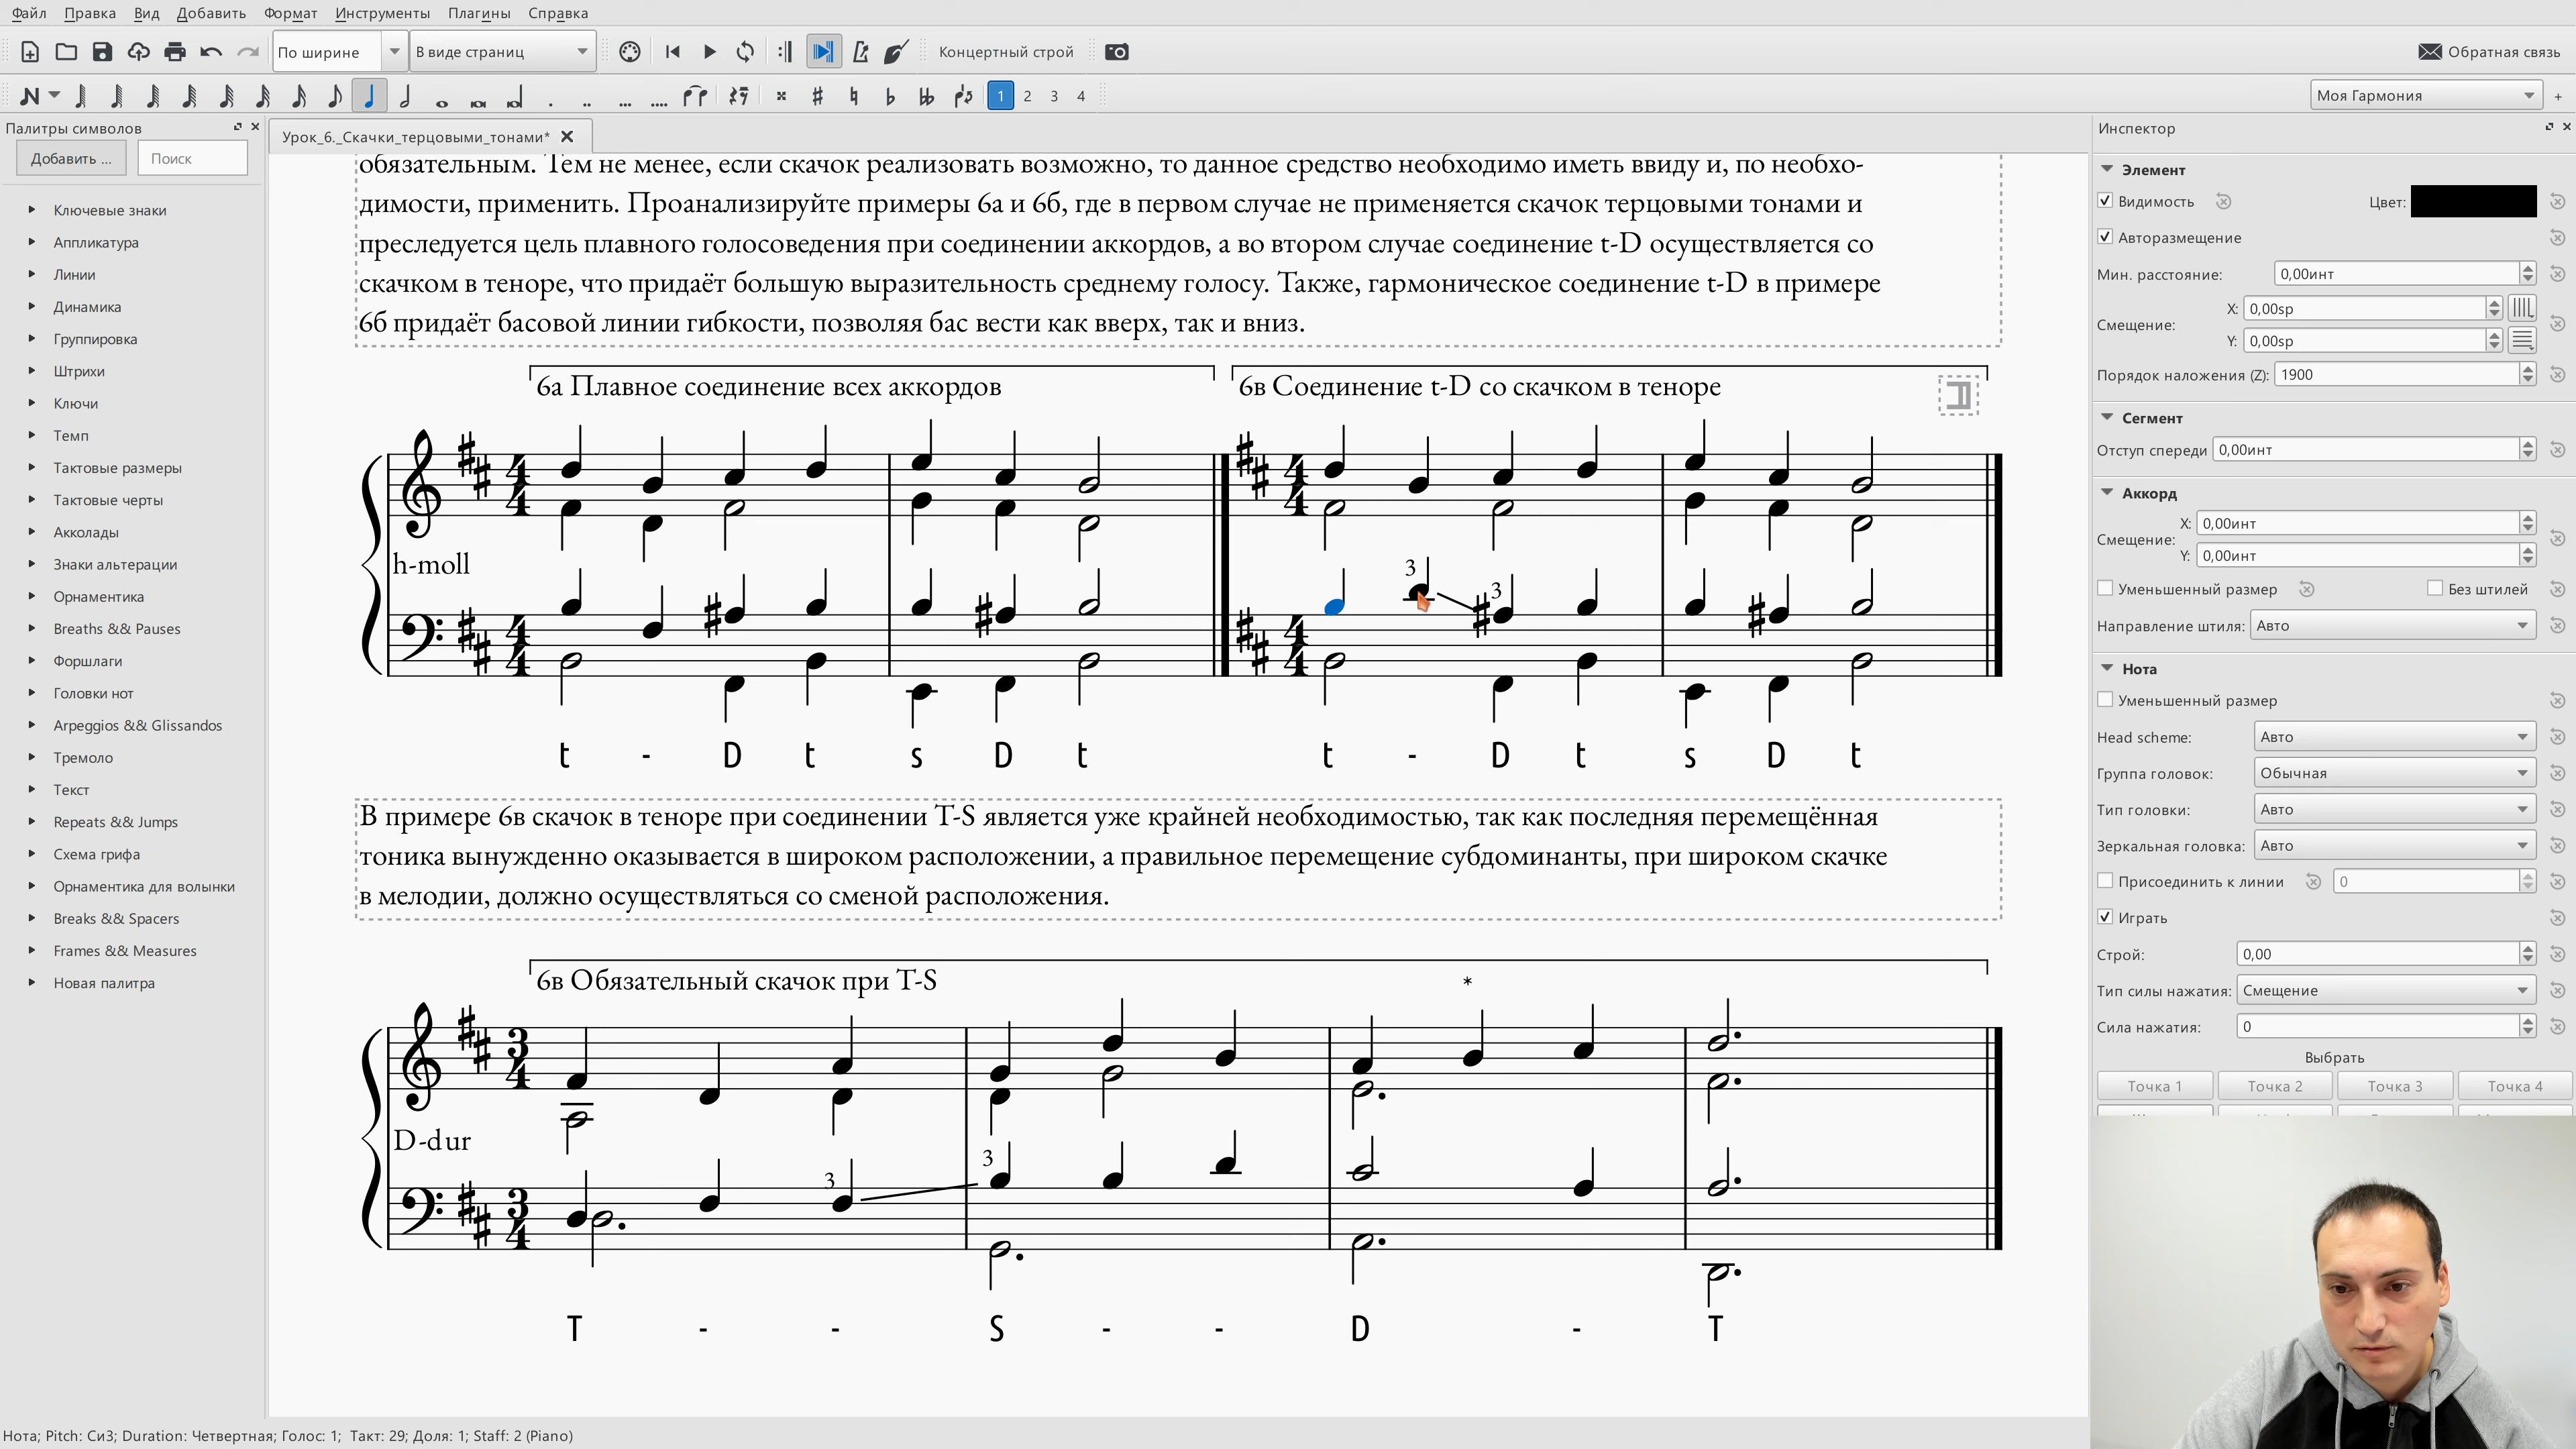 Файл Правка Вид Добавить Формат Инструменты Плагины Справка
По ширине В виде страниц Концертный строй Обратная связь
1 2 3 4 Моя Гармония +
Палитры символов
Добавить ... Поиск
Ключевые знаки
Аппликатура
Линии
Динамика
Группировка
Штрихи
Ключи
Темп
Тактовые размеры
Тактовые черты
Акколады
Знаки альтерации
Орнаментика
Breaths && Pauses
Форшлаги
Головки нот
Arpeggios && Glissandos
Тремоло
Текст
Repeats && Jumps
Схема грифа
Орнаментика для волынки
Breaks && Spacers
Frames && Measures
Новая палитра
Урок_6._Скачки_терцовыми_тонами*
обязательным. Тем не менее, если скачок реализовать возможно, то данное средство необходимо иметь ввиду и, по необхо-
димости, применить. Проанализируйте примеры 6а и 6б, где в первом случае не применяется скачок терцовыми тонами и
преследуется цель плавного голосоведения при соединении аккордов, а во втором случае соединение t-D осуществляется со
скачком в теноре, что придаёт большую выразительность среднему голосу. Также, гармоническое соединение t-D в примере
6б придаёт басовой линии гибкости, позволяя бас вести как вверх, так и вниз.
6а Плавное соединение всех аккордов
6в Соединение t-D со скачком в теноре
4 4
4 4
h-moll
3 3
4 4
4 4
t - D t s D t
t - D t s D t
В примере 6в скачок в теноре при соединении T-S является уже крайней необходимостью, так как последняя перемещённая
тоника вынужденно оказывается в широком расположении, а правильное перемещение субдоминанты, при широком скачке
в мелодии, должно осуществляться со сменой расположения.
6в Обязательный скачок при T-S
*
3
4
D-dur
3 3
3
4
T - - S - - D - T
Инспектор
Элемент
Видимость Цвет:
Авторазмещение
Мин. расстояние: 0,00инт
Смещение: X: 0,00sp
Y: 0,00sp
Порядок наложения (Z): 1900
Сегмент
Отступ спереди 0,00инт
Аккорд
Смещение: X: 0,00инт
Y: 0,00инт
Уменьшенный размер Без штилей
Направление штиля: Авто
Нота
Уменьшенный размер
Head scheme: Авто
Группа головок: Обычная
Тип головки: Авто
Зеркальная головка: Авто
Присоединить к линии 0
Играть
Строй: 0,00
Тип силы нажатия: Смещение
Сила нажатия: 0
Выбрать
Точка 1 Точка 2 Точка 3 Точка 4
Нота; Pitch: Си3; Duration: Четвертная; Голос: 1; Такт: 29; Доля: 1; Staff: 2 (Piano)